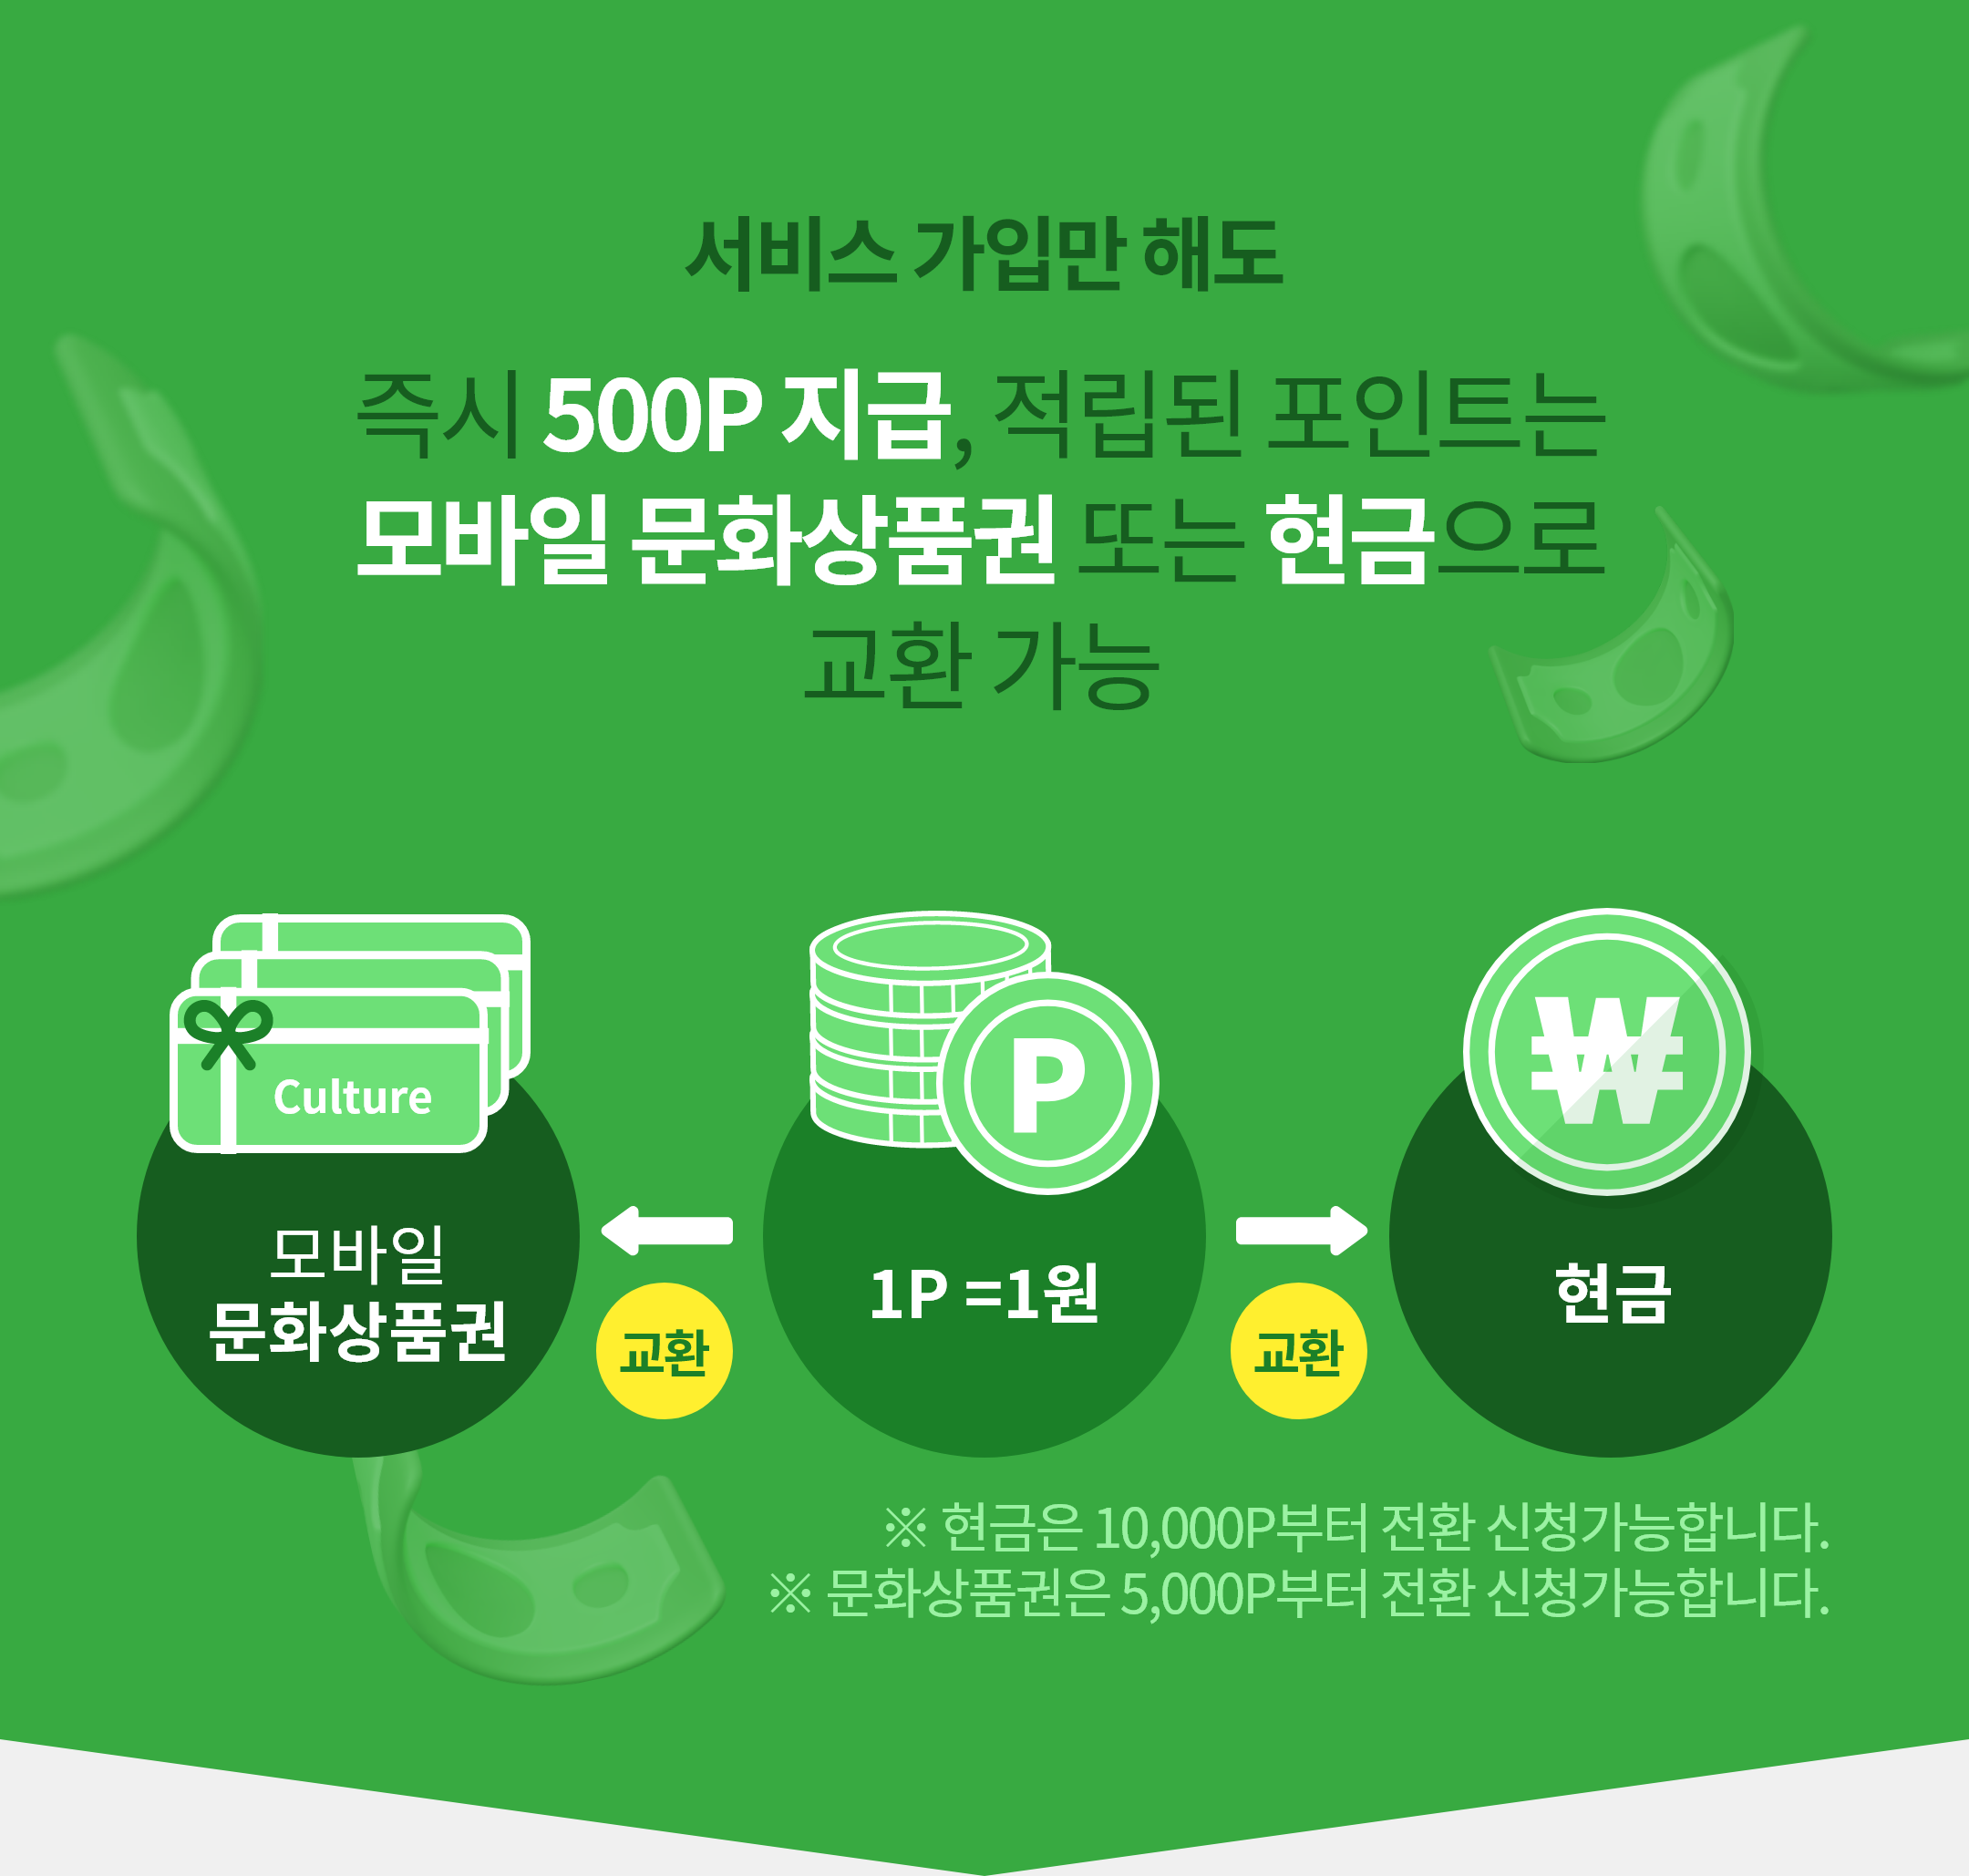 서비스 가입만 해도
즉시 500P 지급, 적립된 포인트는
모바일 문화상품권 또는 현금으로
교환 가능
Culture
모바일
문화상품권
교환
P
1P =1원
교환
₩
현금
※ 현금은 10,000P부터 전환 신청가능합니다.
※ 문화상품권은 5,000P부터 전환 신청가능합니다.